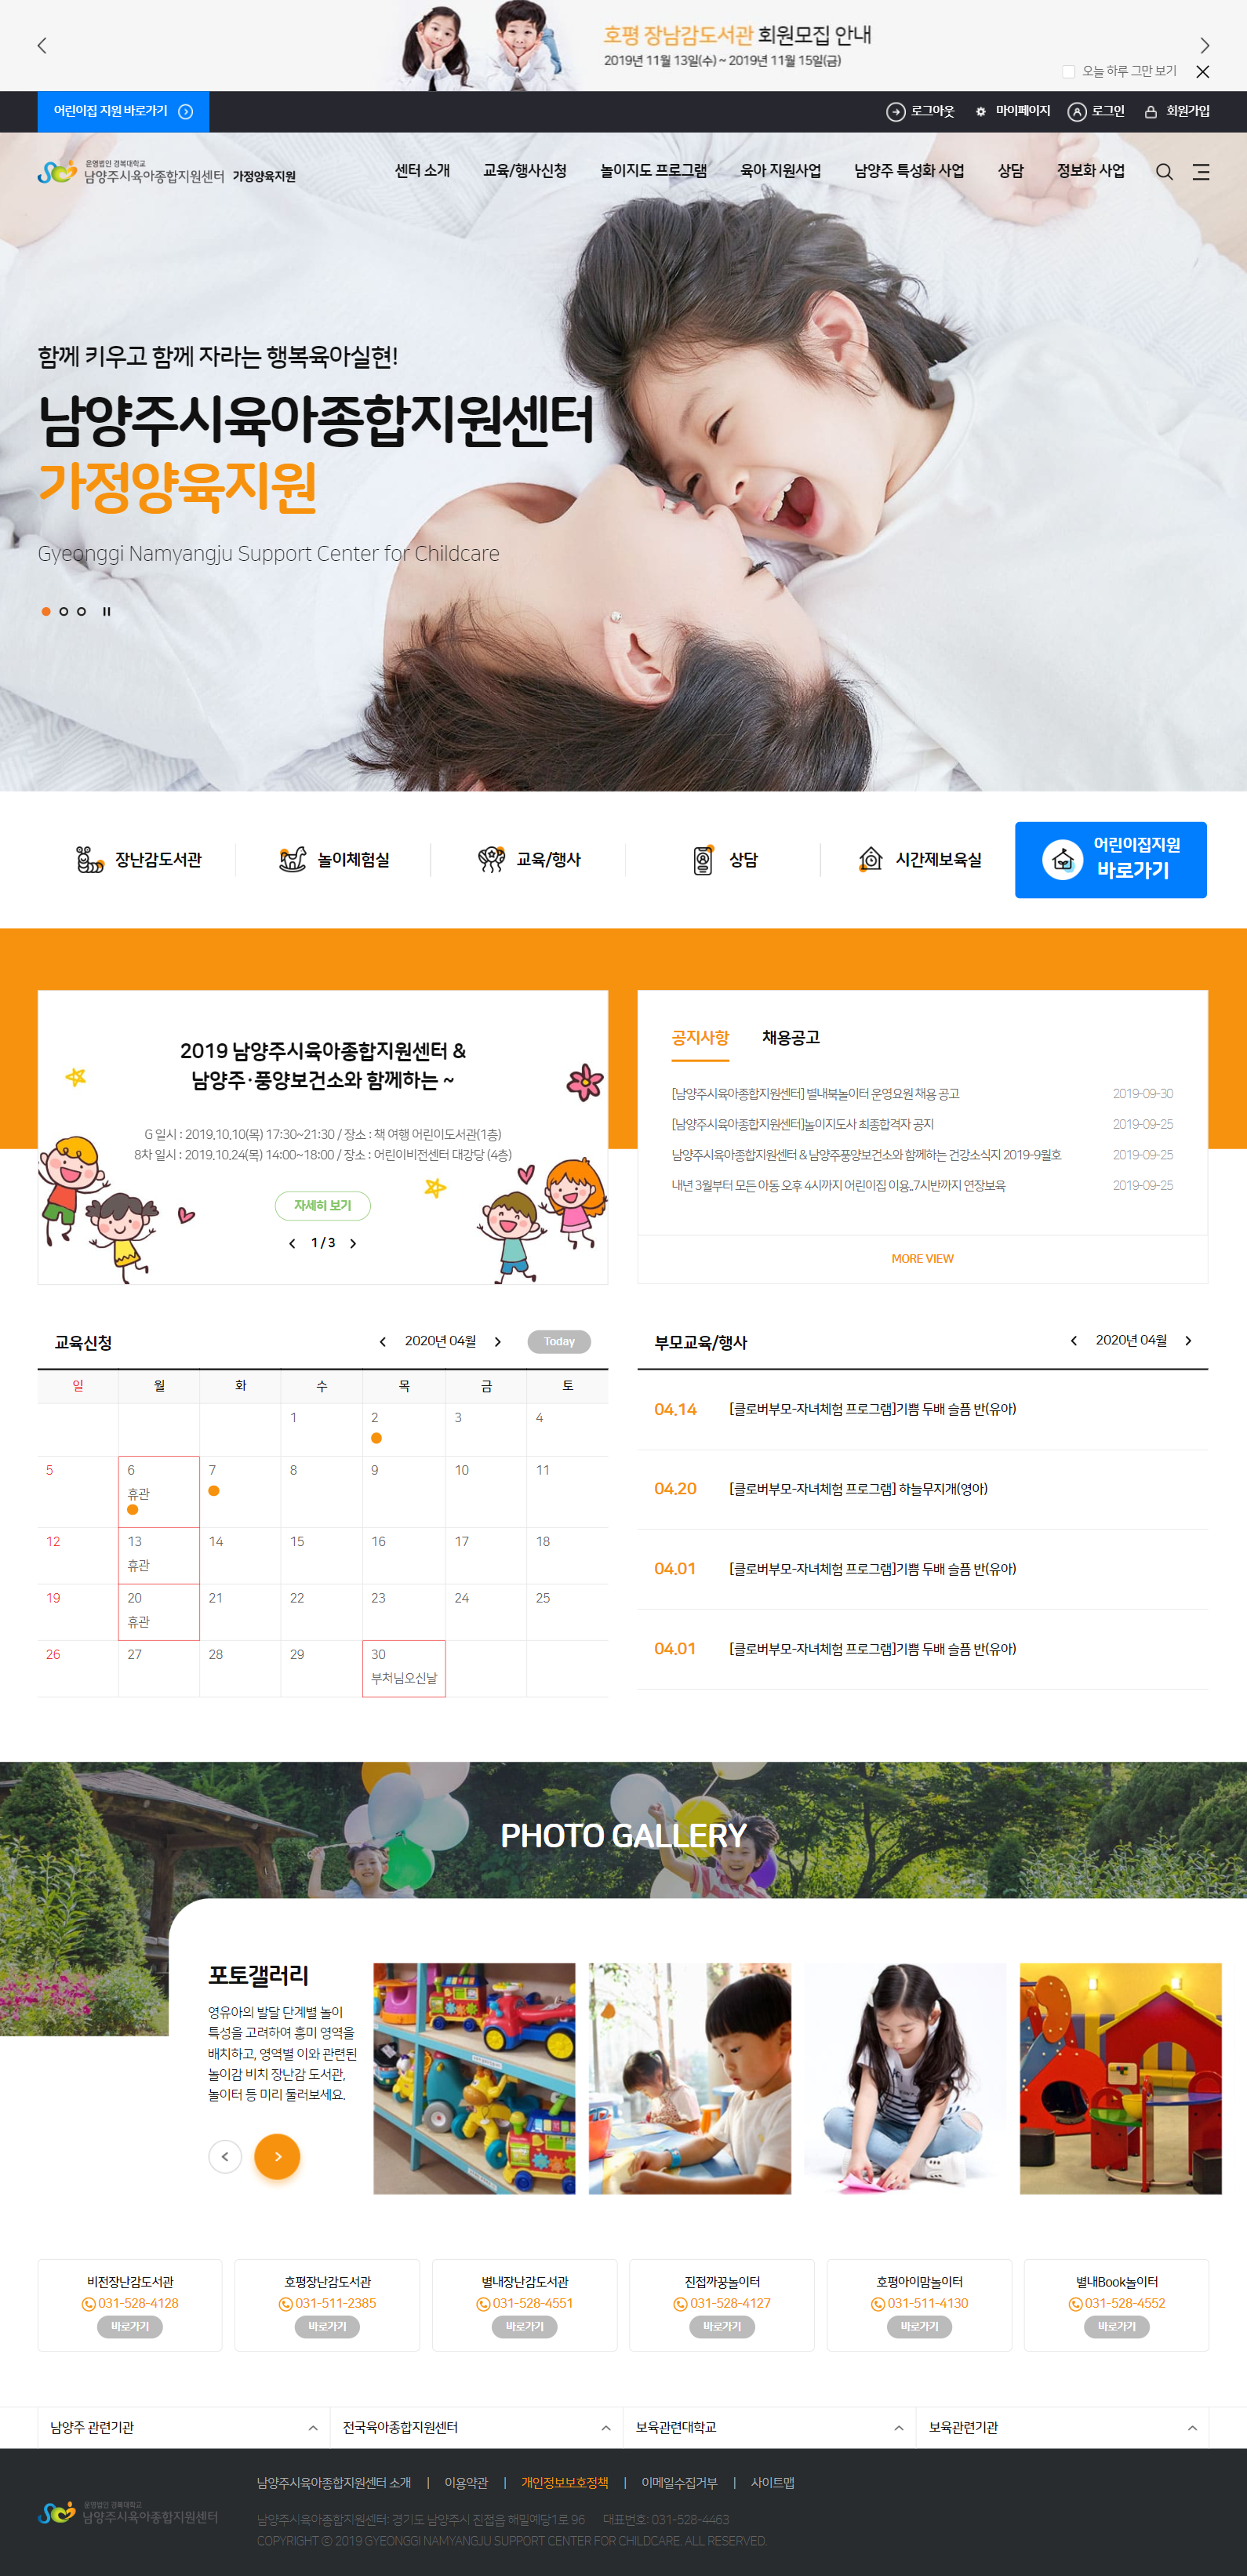 호평 장남감도서관 회원모집 안내
2019년 11월 13일(수) ~ 2019년 11월 15일(금)
오늘 하루 그만 보기
어린이집 지원 바로가기
로그아웃 마이페이지 로그인 회원가입
운영법인 경복대학교
남양주시육아종합지원센터 가정양육지원
센터 소개 교육/행사신청 놀이지도 프로그램 육아 지원사업 남양주 특성화 사업 상담 정보화 사업
함께 키우고 함께 자라는 행복육아실현!
남양주시육아종합지원센터
가정양육지원
Gyeonggi Namyangju Support Center for Childcare
장난감도서관 놀이체험실 교육/행사 상담 시간제보육실
어린이집지원
바로가기
2019 남양주시육아종합지원센터 &
남양주·풍양보건소와 함께하는 ~
G 일시 : 2019.10.10(목) 17:30~21:30 / 장소 : 책 여행 어린이도서관(1층)
8차 일시 : 2019.10.24(목) 14:00~18:00 / 장소 : 어린이비전센터 대강당 (4층)
자세히 보기
1 / 3
공지사항 채용공고
[남양주시육아종합지원센터] 별내북놀이터 운영요원 채용 공고 2019-09-30
[남양주시육아종합지원센터]놀이지도사 최종합격자 공지 2019-09-25
남양주시육아종합지원센터 & 남양주풍양보건소와 함께하는 건강소식지 2019-9월호 2019-09-25
내년 3월부터 모든 아동 오후 4시까지 어린이집 이용..7시반까지 연장보육 2019-09-25
MORE VIEW
교육신청 2020년 04월 Today
일 월 화 수 목 금 토
1 2 3 4
5 6 7 8 9 10 11
휴관
12 13 14 15 16 17 18
휴관
19 20 21 22 23 24 25
휴관
26 27 28 29 30
부처님오신날
부모교육/행사 2020년 04월
04.14 [클로버부모-자녀체험 프로그램]기쁨 두배 슬픔 반(유아)
04.20 [클로버부모-자녀체험 프로그램] 하늘무지개(영아)
04.01 [클로버부모-자녀체험 프로그램]기쁨 두배 슬픔 반(유아)
04.01 [클로버부모-자녀체험 프로그램]기쁨 두배 슬픔 반(유아)
PHOTO GALLERY
포토갤러리
영유아의 발달 단계별 놀이
특성을 고려하여 흥미 영역을
배치하고, 영역별 이와 관련된
놀이감 비치 장난감 도서관,
놀이터 등 미리 둘러보세요.
비전장난감도서관 호평장난감도서관 별내장난감도서관 진접까꿍놀이터 호평아이맘놀이터 별내Book놀이터
031-528-4128 031-511-2385 031-528-4551 031-528-4127 031-511-4130 031-528-4552
바로가기 바로가기 바로가기 바로가기 바로가기 바로가기
남양주 관련기관 전국육아종합지원센터 보육관련대학교 보육관련기관
남양주시육아종합지원센터 소개 | 이용약관 | 개인정보보호정책 | 이메일수집거부 | 사이트맵
운영법인 경복대학교
남양주시육아종합지원센터
남양주시육아종합지원센터: 경기도 남양주시 진접읍 해밀예당1로 96 대표번호: 031-528-4463
COPYRIGHT ⓒ 2019 GYEONGGI NAMYANGJU SUPPORT CENTER FOR CHILDCARE. ALL RESERVED.